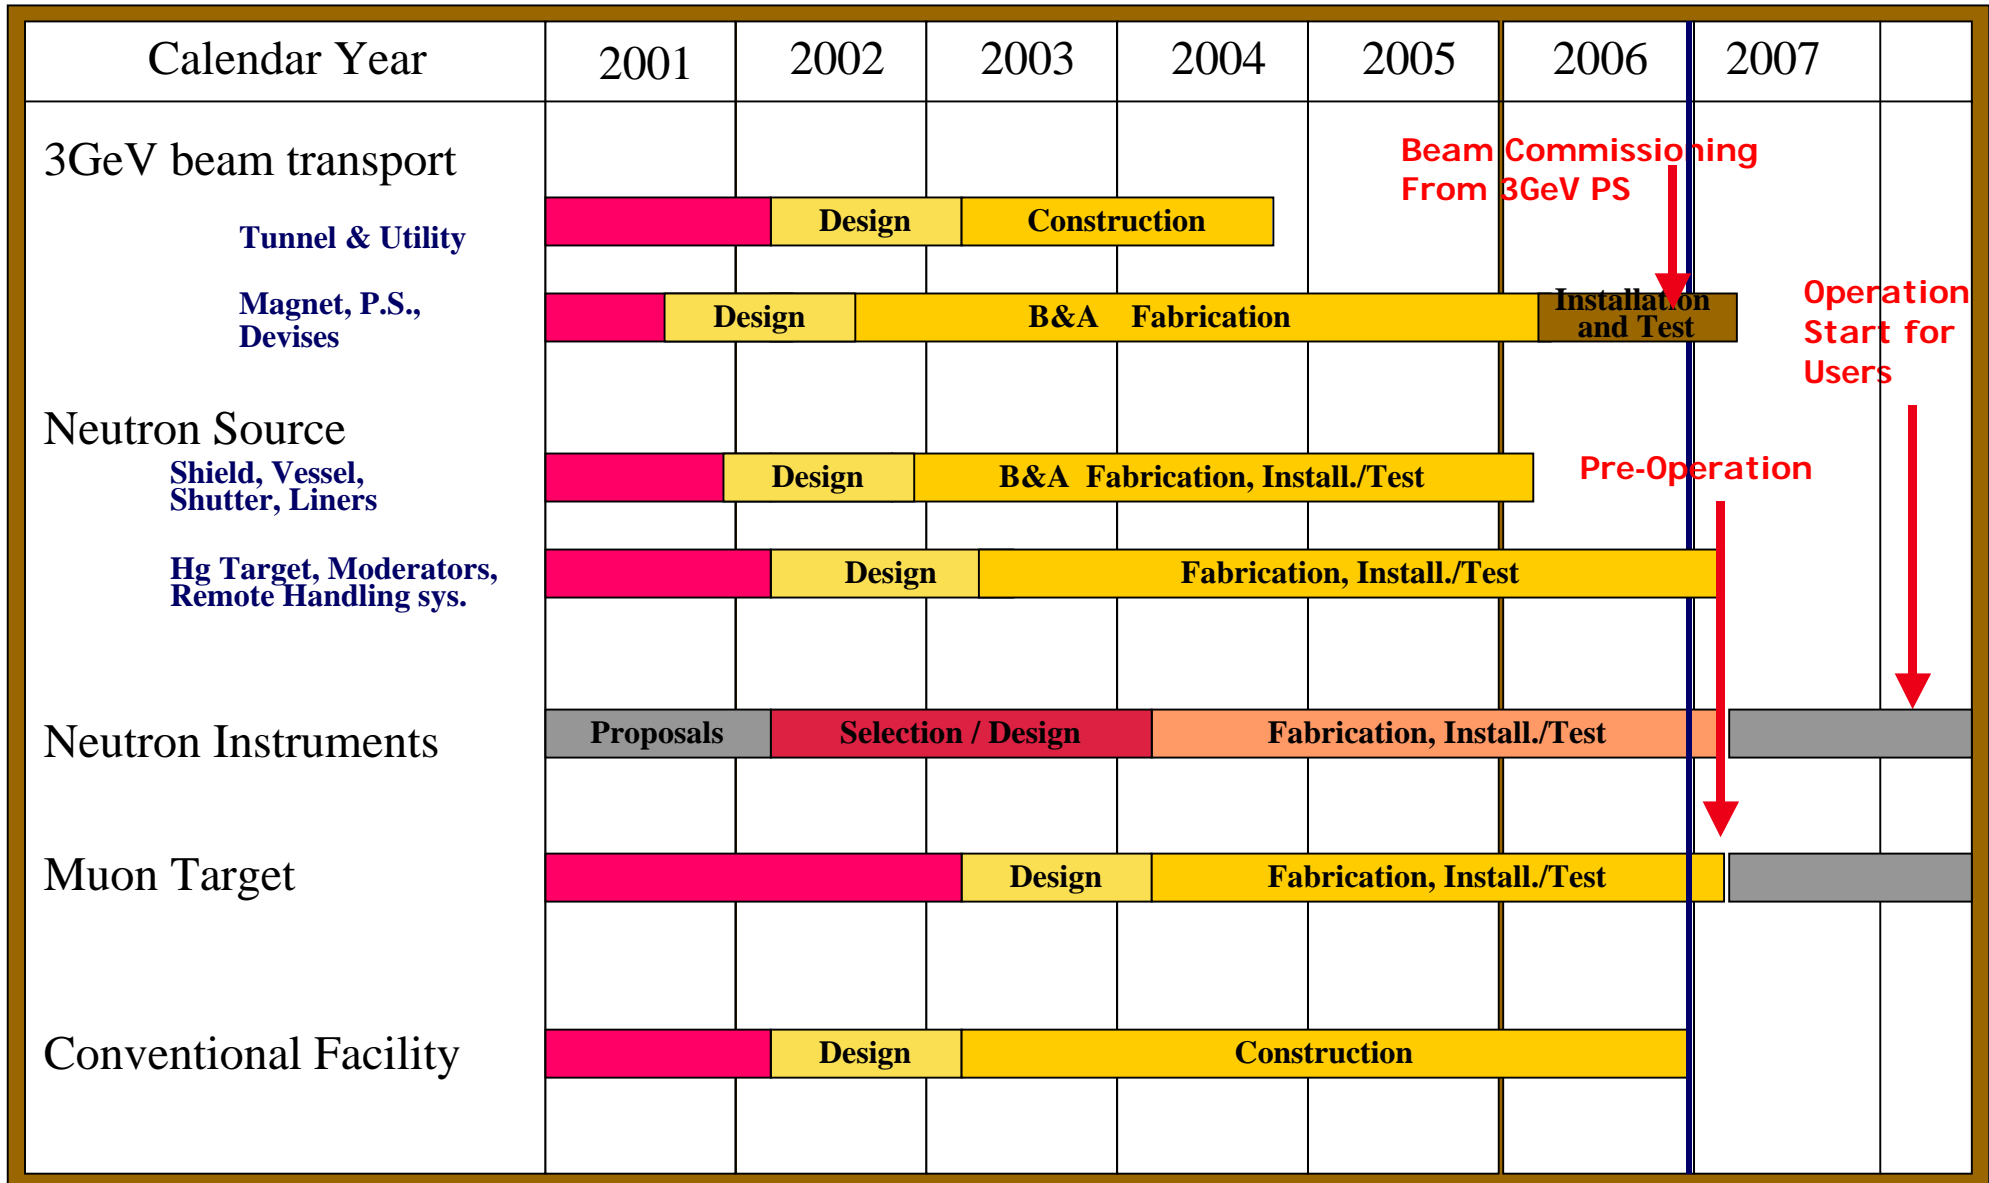 Calendar Year 2001 2002 2003 2004 2005 2006 2007
3GeV beam transport
Beam Commissioning
From 3GeV PS
Tunnel & Utility
Design Construction
Magnet, P.S.,
Devises
Design B&A Fabrication
Installation
and Test
Operation
Start for
Users
Neutron Source
Shield, Vessel,
Shutter, Liners
Design B&A Fabrication, Install./Test
Pre-Operation
Hg Target, Moderators,
Remote Handling sys.
Design Fabrication, Install./Test
Neutron Instruments
Proposals Selection / Design Fabrication, Install./Test
Muon Target
Design Fabrication, Install./Test
Conventional Facility
Design Construction